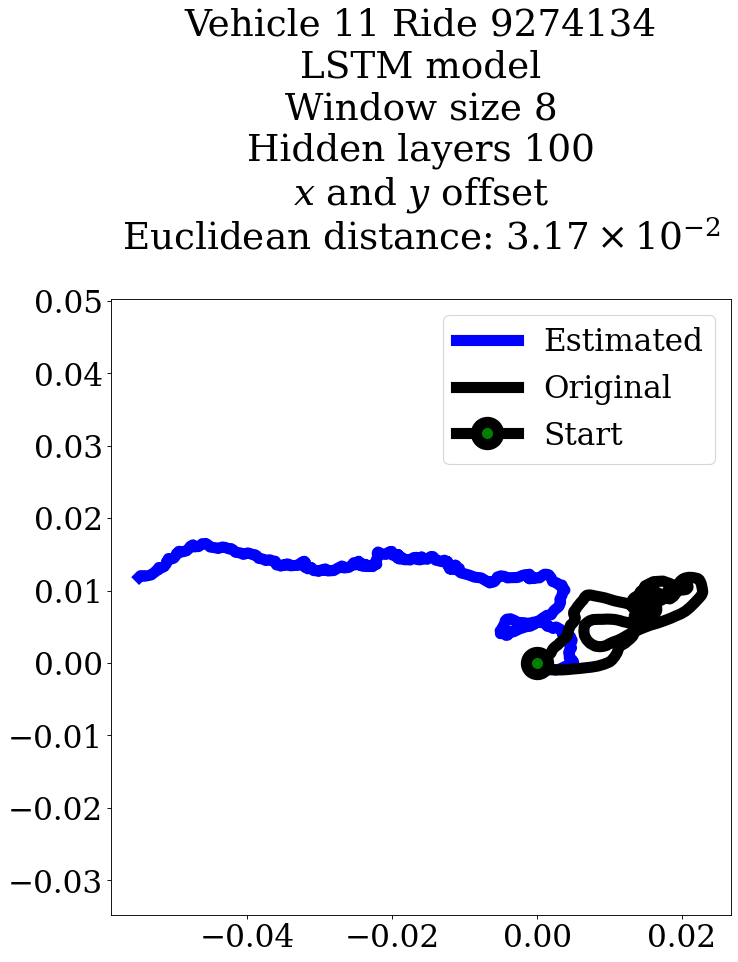 Vehicle 11 Ride 9274134
LSTM model
Window size 8
Hidden layers 100
x and y offset
Euclidean distance: 3.17 × 10⁻²
0.05
0.04
0.03
0.02
0.01
0.00
−0.01
−0.02
−0.03
Estimated
Original
Start
−0.04 −0.02 0.00 0.02